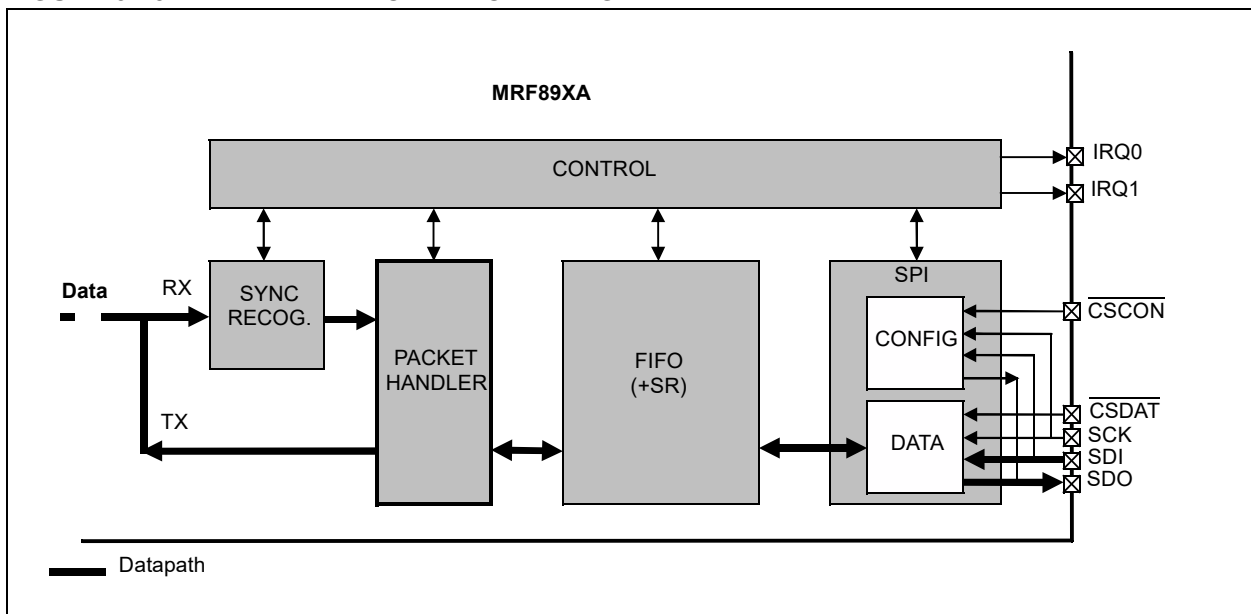 MRF89XA
CONTROL
IRQ0
IRQ1
SPI
Data
RX
SYNC
RECOG.
CSCON
CONFIG
PACKET
HANDLER
FIFO
(+SR)
TX
CSDAT
DATA
SCK
SDI
SDO
Datapath